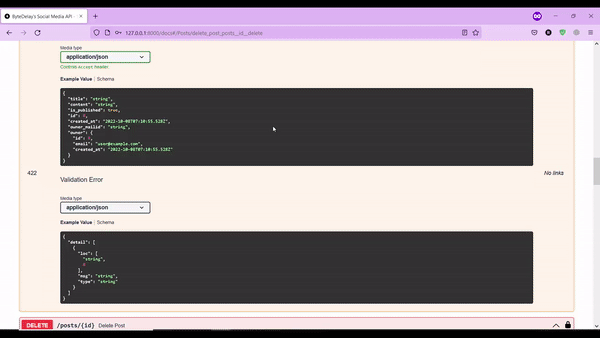 ByteDelay's Social Media API
127.0.0.1:8000/docs#/Posts/delete_post_posts__id__delete
Media type
application/json
Controls Accept header.
Example Value | Schema
{
"title": "string",
"content": "string",
"is_published": true,
"id": 0,
"created_at": "2022-10-08T07:10:55.528Z",
"owner_mailid": "string",
"owner": {
"id": 0,
"email": "user@example.com",
"created_at": "2022-10-08T07:10:55.528Z"
}
}
422
Validation Error
No links
Media type
application/json
Example Value | Schema
{
"detail": [
{
"loc": [
"string",
0
],
"msg": "string",
"type": "string"
}
]
}
DELETE /posts/{id} Delete Post